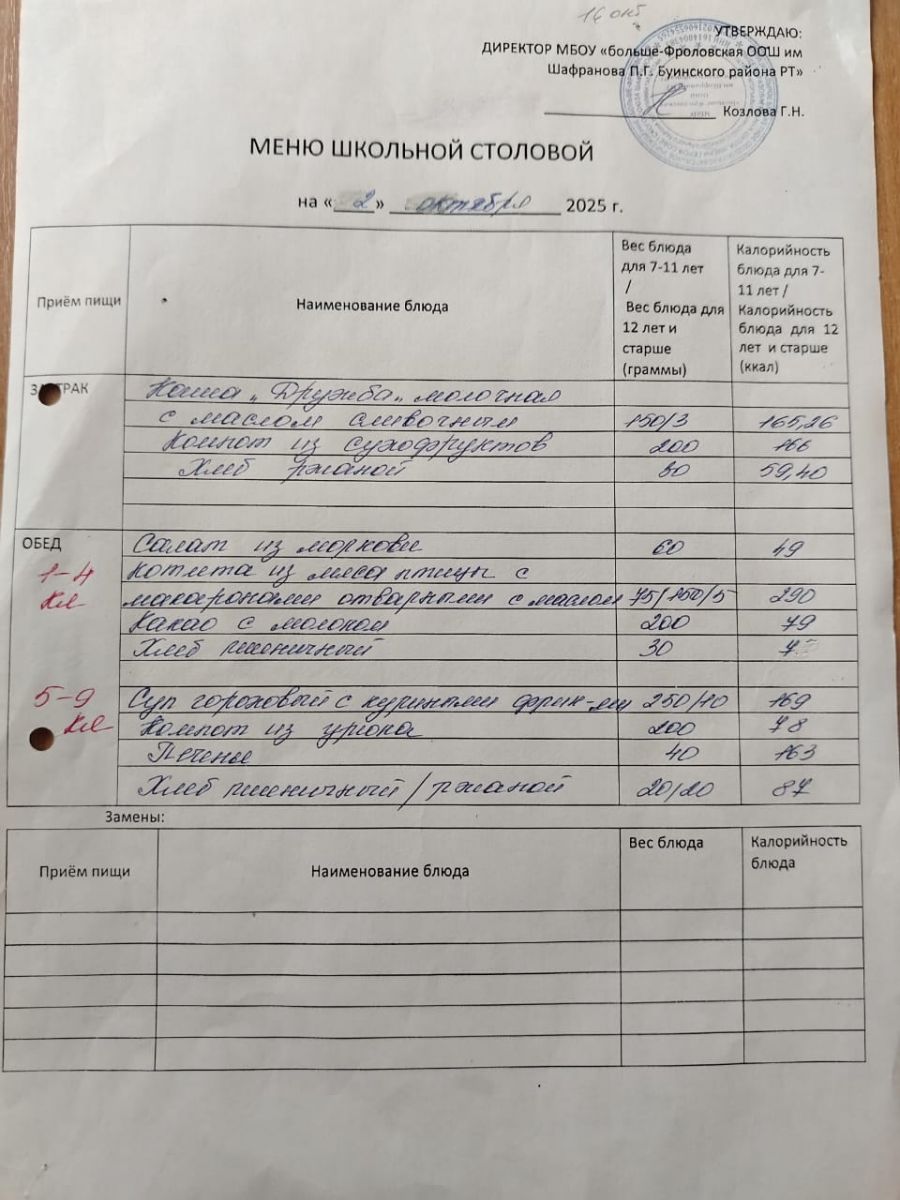 16 окт
УТВЕРЖДАЮ:
ДИРЕКТОР МБОУ «больше-Фроловская ООШ им
Шафранова П.Г. Буинского района РТ»
Козлова Г.Н.
МЕНЮ ШКОЛЬНОЙ СТОЛОВОЙ
на « 2 » октября 2025 г.
Приём пищи Наименование блюда Вес блюда для 7-11 лет / Вес блюда для 12 лет и старше (граммы) Калорийность блюда для 7-11 лет / Калорийность блюда для 12 лет и старше (ккал)
ЗАВТРАК Каша „Дружба" молочная
с маслом сливочным 150/3 165,26
Компот из сухофруктов 200 166
Хлеб ржаной 30 59,40
ОБЕД Салат из моркови 60 49
1-4 Котлета из мяса птицы с
кл макаронами отварными с маслом 75/150/5 290
Какао с молоком 200 79
Хлеб пшеничный 30 7
5-9 Суп гороховый с куриными фрик-ми 250/10 169
кл Компот из урюка 200 78
Печенье 40 163
Хлеб пшеничный/ржаной 20/20 87
Замены:
Приём пищи Наименование блюда Вес блюда Калорийность блюда